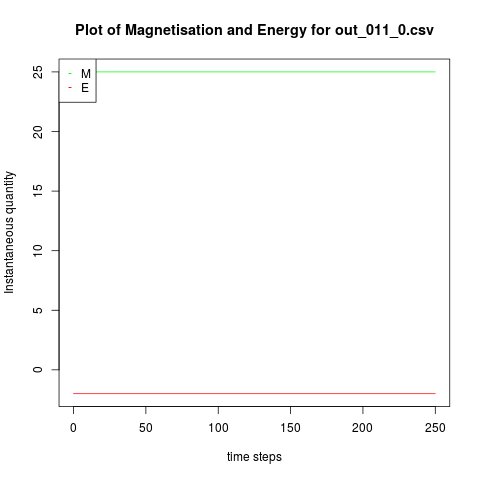 Plot of Magnetisation and Energy for out_011_0.csv
M
E
25
20
15
10
5
0
Instantaneous quantity
0 50 100 150 200 250
time steps